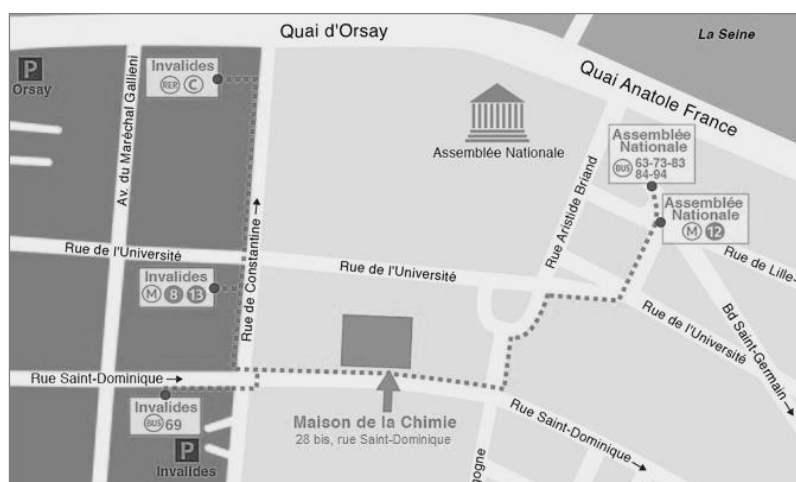 Quai d'Orsay
La Seine
P
Orsay
Av. du Maréchal Gallieni
Invalides
RER C
Quai Anatole France
Assemblée Nationale
Assemblée
Nationale
BUS 63-73-83
84-94
Rue Aristide Briand
Assemblée
Nationale
M 12
Rue de Constantine →
Rue de l'Université
Rue de l'Université
Rue de Lille
Invalides
M 8 13
Rue de l'Université
Bd Saint-Germain →
Rue Saint-Dominique →
Invalides
BUS 69
Maison de la Chimie
28 bis, rue Saint-Dominique
Rue Saint-Dominique →
P
Invalides
ogne